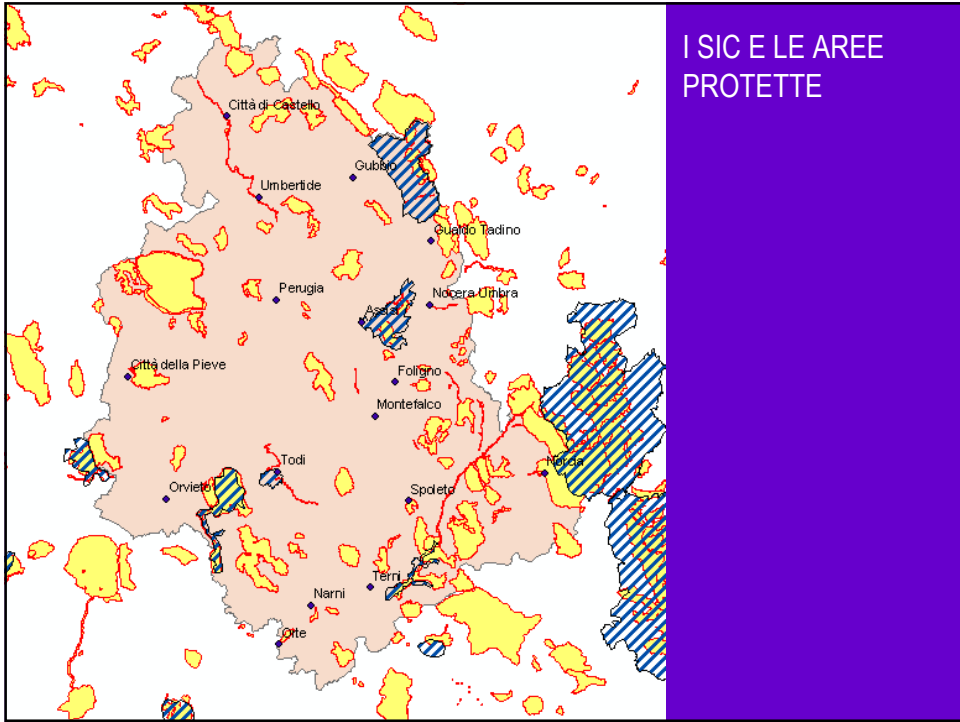 I SIC E LE AREE
PROTETTE
Città di Castello
Gubbio
Umbertide
Gualdo Tadino
Perugia
Nocera Umbra
Assisi
Città della Pieve
Foligno
Montefalco
Todi
Norcia
Orvieto
Spoleto
Terni
Narni